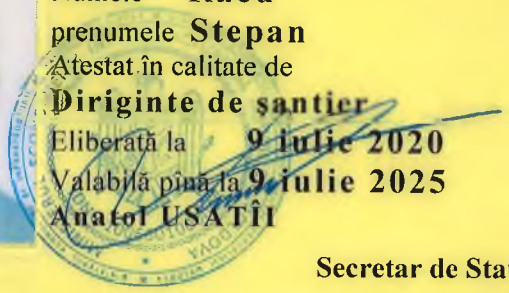 prenumele Stepan
Atestat în calitate de
Diriginte de șantier
Eliberată la 9 iulie 2020
Valabilă pînă la 9 iulie 2025
Anatol USATÎI
Secretar de Stat